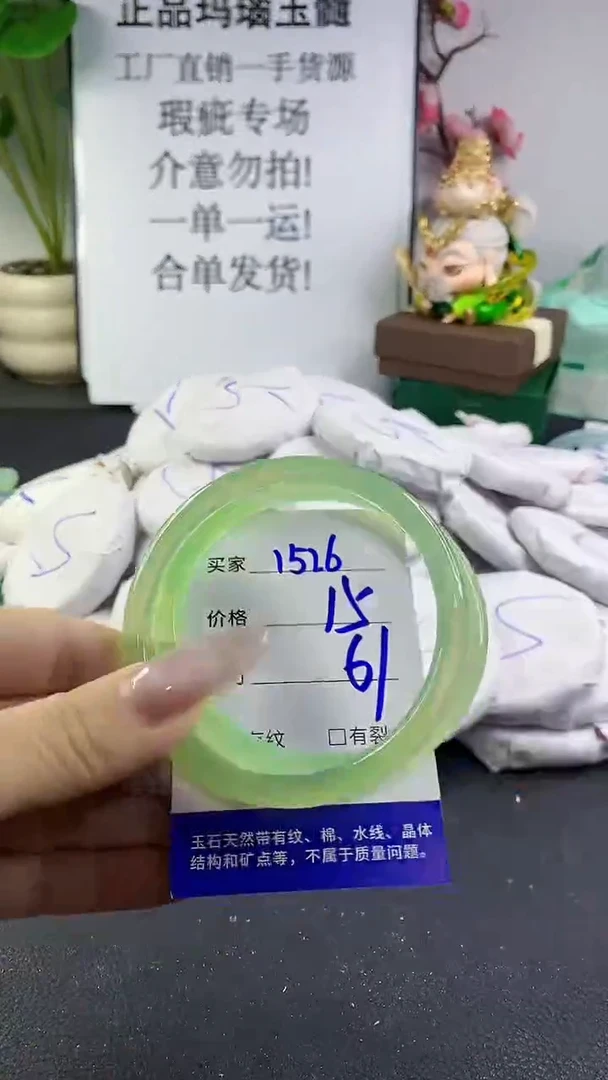 正品玛瑙玉髓
工厂直销一手货源
瑕疵专场
介意勿拍!
一单一运!
合单发货!
买家 1526
价格 15
61
纹 □有裂
玉石天然带有纹、棉、水线、晶体
结构和矿点等，不属于质量问题。